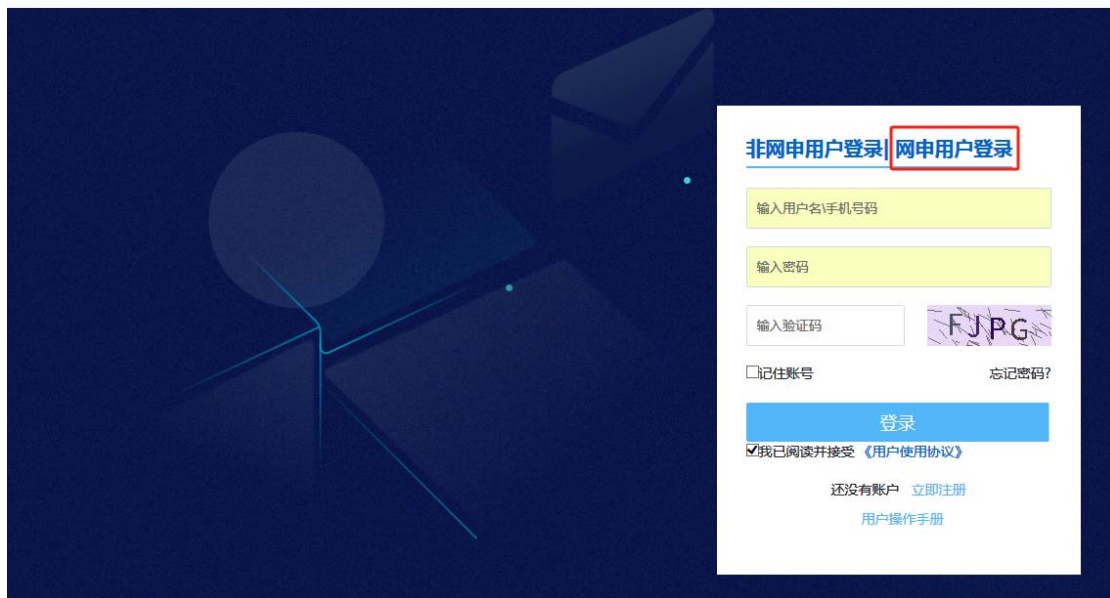 非网申用户登录| 网申用户登录
输入用户名\手机号码
输入密码
输入验证码 FJPG
记住账号 忘记密码?
登录
我已阅读并接受 《用户使用协议》
还没有账户 立即注册
用户操作手册